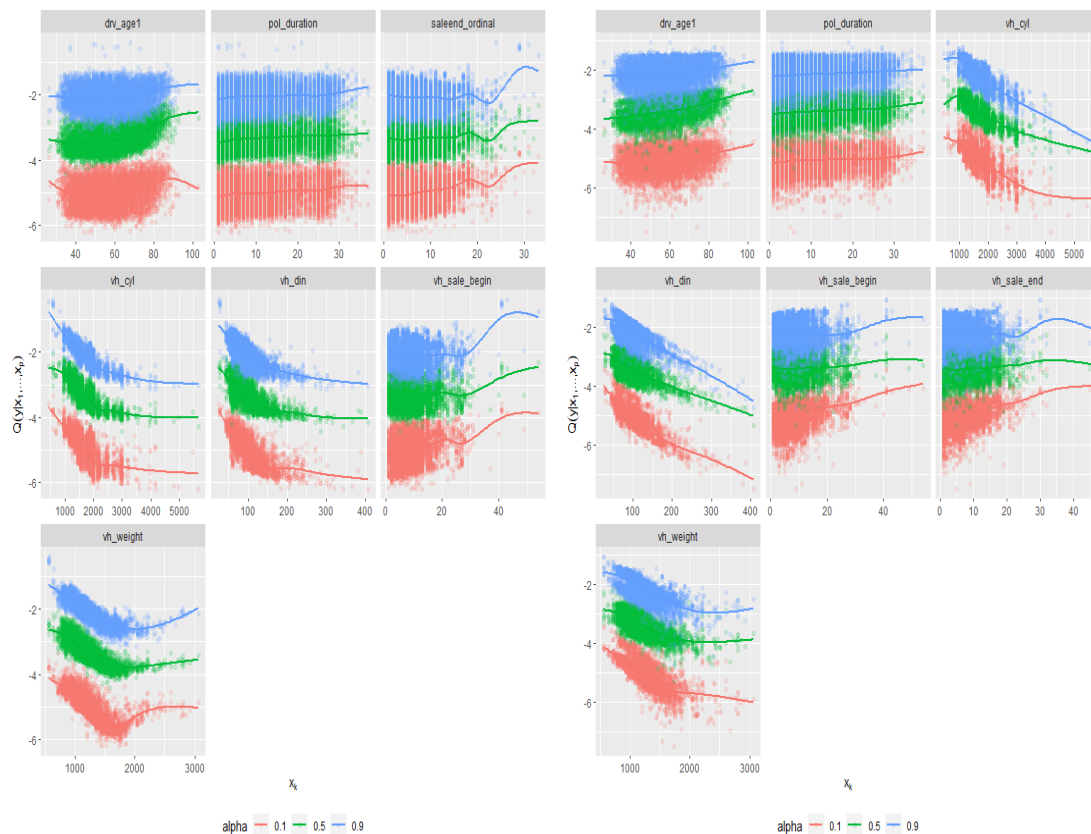 drv_age1 pol_duration saleend_ordinal
-2
-4
-6
40 60 80 100 0 10 20 30 0 10 20 30
vh_cyl vh_din vh_sale_begin
-2
-4
-6
1000 2000 3000 4000 5000 100 200 300 400 0 10 20 30 40 50
vh_weight
-2
-4
-6
1000 2000 3000
Q(y|x₁,...,xₚ)
xₖ
alpha 0.1 0.5 0.9
drv_age1 pol_duration vh_cyl
-2
-4
-6
40 60 80 100 0 10 20 30 1000 2000 3000 4000 5000
vh_din vh_sale_begin vh_sale_end
-2
-4
-6
100 200 300 400 0 20 40 0 10 20 30 40
vh_weight
-2
-4
-6
1000 2000 3000
Q(y|x₁,...,xₚ)
xₖ
alpha 0.1 0.5 0.9